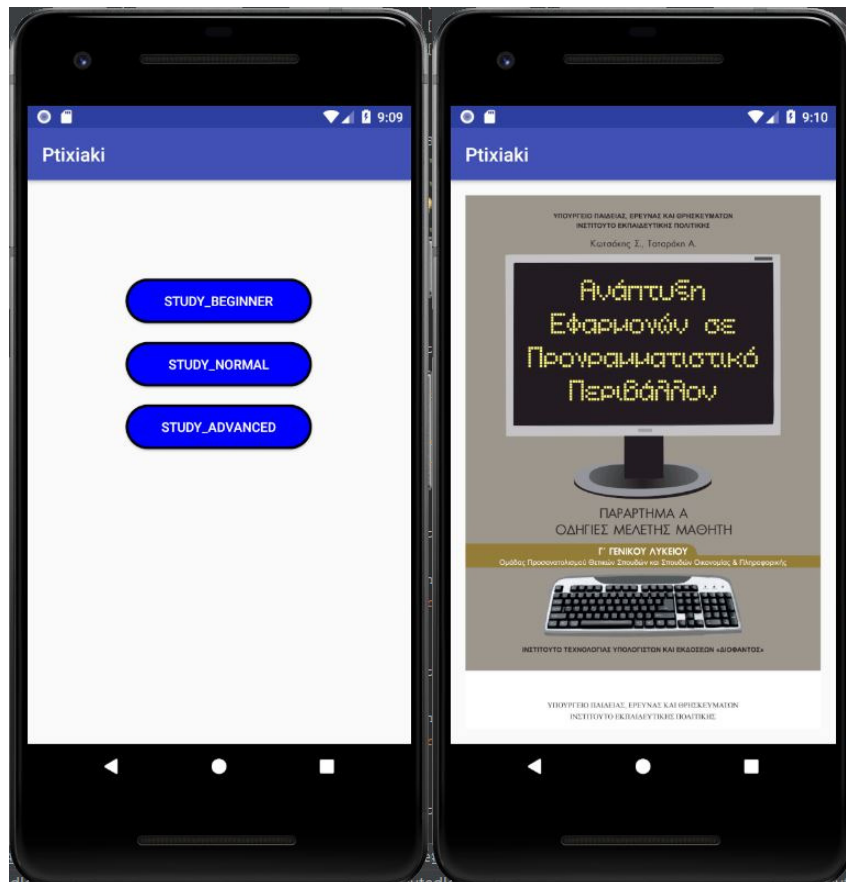 9:09
Ptixiaki
STUDY_BEGINNER
STUDY_NORMAL
STUDY_ADVANCED
9:10
Ptixiaki
ΥΠΟΥΡΓΕΙΟ ΠΑΙΔΕΙΑΣ, ΕΡΕΥΝΑΣ ΚΑΙ ΘΡΗΣΚΕΥΜΑΤΩΝ
ΙΝΣΤΙΤΟΥΤΟ ΕΚΠΑΙΔΕΥΤΙΚΗΣ ΠΟΛΙΤΙΚΗΣ
Κωτσάκης Σ., Ταταράκη Α.
Ανάπτυξη
Εφαρμογών σε
Προγραμματιστικό
Περιβάλλον
ΠΑΡΑΡΤΗΜΑ Α
ΟΔΗΓΙΕΣ ΜΕΛΕΤΗΣ ΜΑΘΗΤΗ
Γ΄ ΓΕΝΙΚΟΥ ΛΥΚΕΙΟΥ
Ομάδας Προσανατολισμού Θετικών Σπουδών και Σπουδών Οικονομίας & Πληροφορικής
ΙΝΣΤΙΤΟΥΤΟ ΤΕΧΝΟΛΟΓΙΑΣ ΥΠΟΛΟΓΙΣΤΩΝ ΚΑΙ ΕΚΔΟΣΕΩΝ «ΔΙΟΦΑΝΤΟΣ»
ΥΠΟΥΡΓΕΙΟ ΠΑΙΔΕΙΑΣ, ΕΡΕΥΝΑΣ ΚΑΙ ΘΡΗΣΚΕΥΜΑΤΩΝ
ΙΝΣΤΙΤΟΥΤΟ ΕΚΠΑΙΔΕΥΤΙΚΗΣ ΠΟΛΙΤΙΚΗΣ